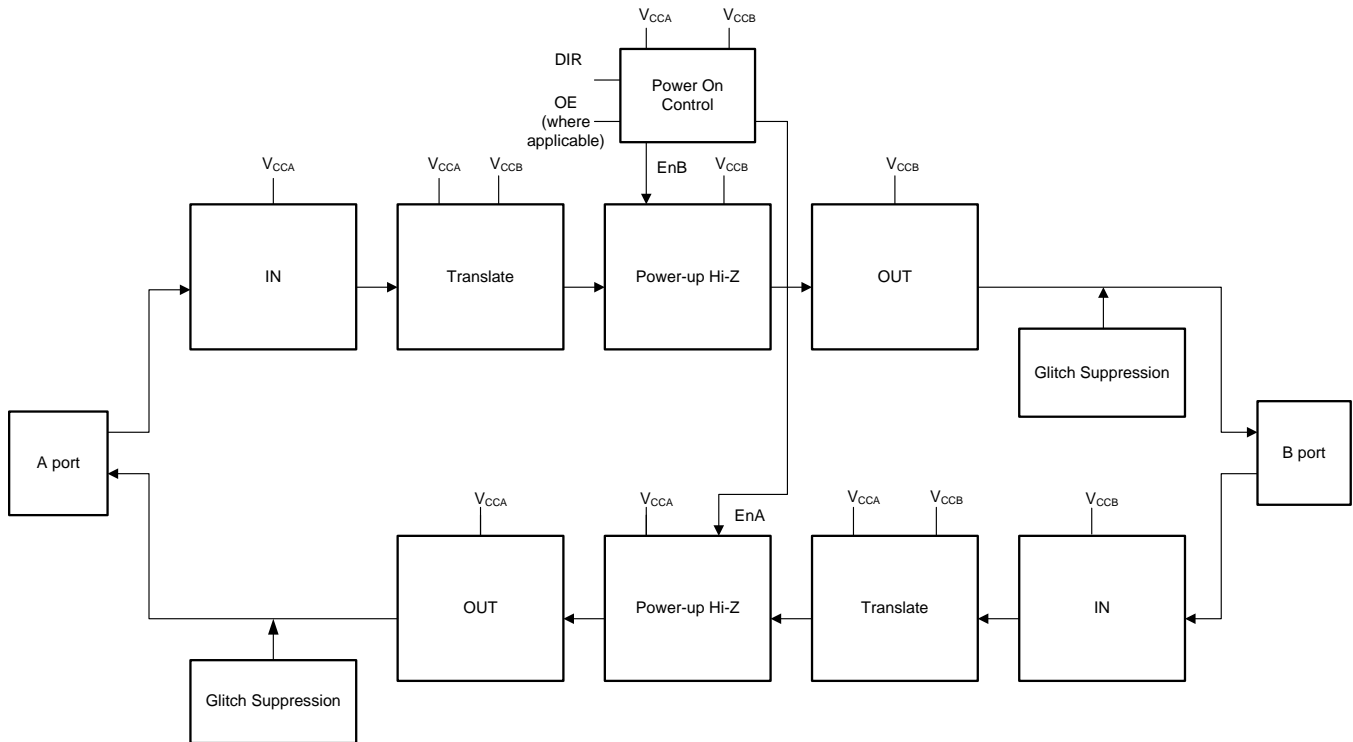 VCCA
VCCB
DIR
Power On
Control
OE
(where
applicable)
EnB
VCCA
VCCA
VCCB
VCCB
VCCB
IN
Translate
Power-up Hi-Z
OUT
Glitch Suppression
A port
B port
VCCA
VCCA
EnA
VCCA
VCCB
VCCB
OUT
Power-up Hi-Z
Translate
IN
Glitch Suppression